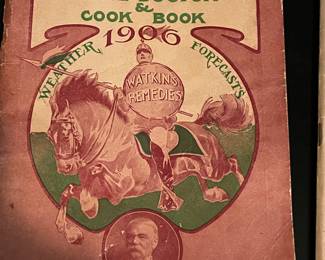 & 
COOK BOOK
1906
WEATHER FORECASTS
WATKINS
REMEDIES